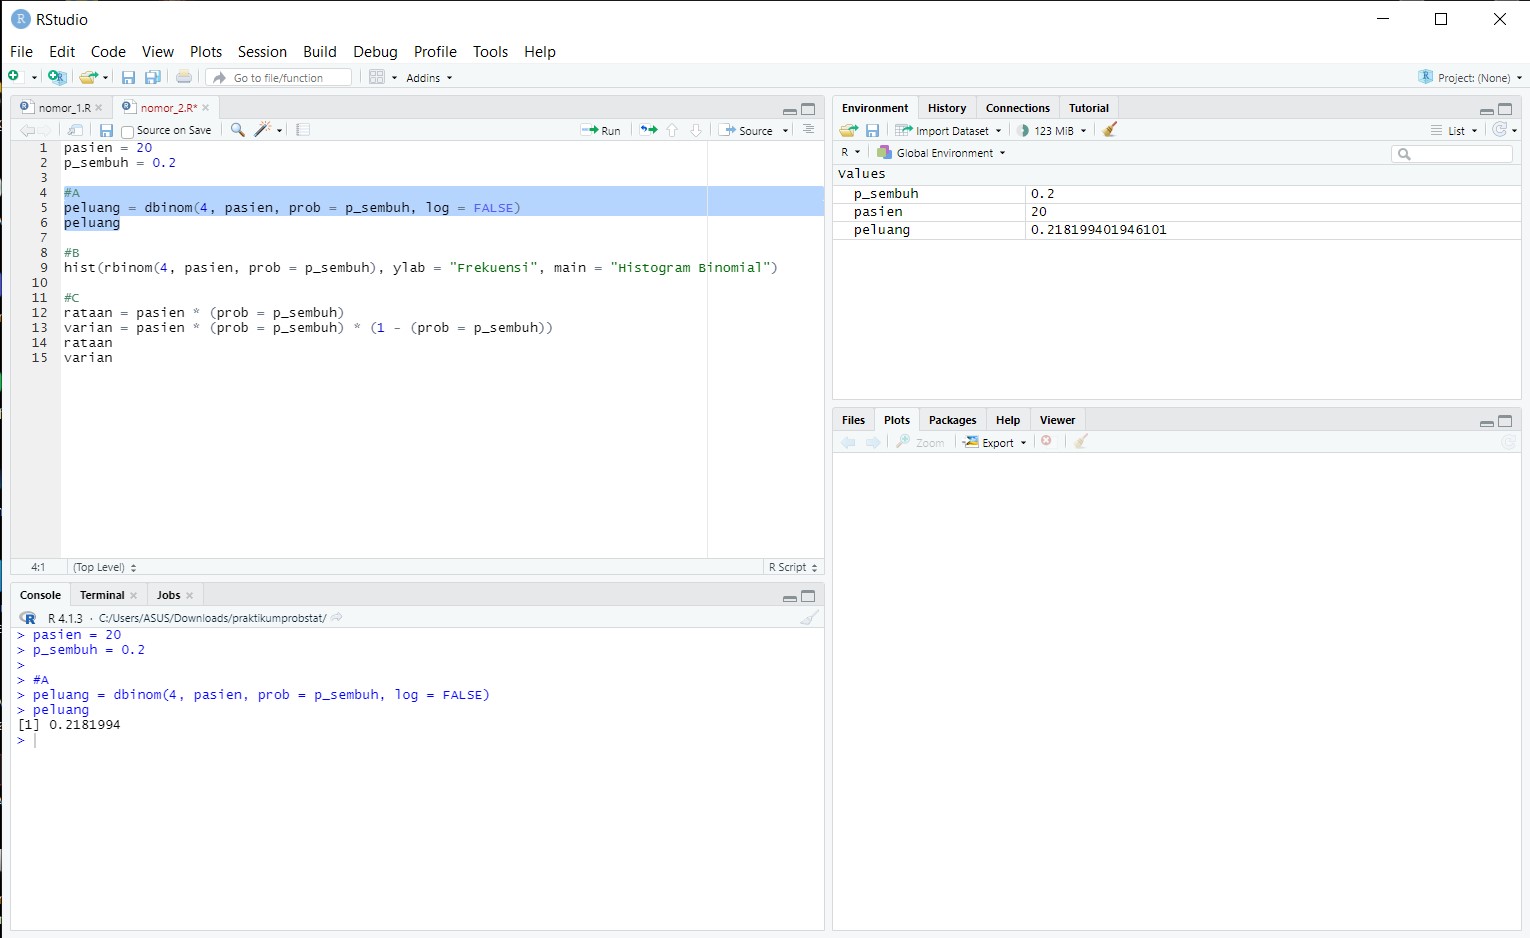 RStudio
File Edit Code View Plots Session Build Debug Profile Tools Help
Go to file/function Addins Project: (None)
nomor_1.R nomor_2.R*
Source on Save Run Source
1 pasien = 20
2 p_sembuh = 0.2
3
4 #A
5 peluang = dbinom(4, pasien, prob = p_sembuh, log = FALSE)
6 peluang
7
8 #B
9 hist(rbinom(4, pasien, prob = p_sembuh), ylab = "Frekuensi", main = "Histogram Binomial")
10
11 #C
12 rataan = pasien * (prob = p_sembuh)
13 varian = pasien * (prob = p_sembuh) * (1 - (prob = p_sembuh))
14 rataan
15 varian
4:1 (Top Level) R Script
Console Terminal Jobs
R 4.1.3 · C:/Users/ASUS/Downloads/praktikumprobstat/
> pasien = 20
> p_sembuh = 0.2
>
> #A
> peluang = dbinom(4, pasien, prob = p_sembuh, log = FALSE)
> peluang
[1] 0.2181994
>
Environment History Connections Tutorial
Import Dataset 123 MiB List
R Global Environment
Values
p_sembuh 0.2
pasien 20
peluang 0.218199401946101
Files Plots Packages Help Viewer
Zoom Export